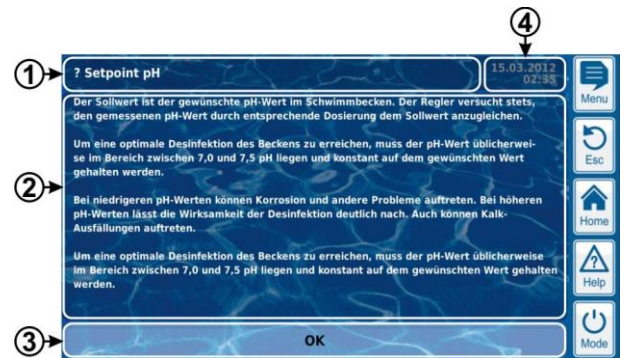 4
1
? Setpoint pH
15.03.2012
02:35
Menu
Der Sollwert ist der gewünschte pH-Wert im Schwimmbecken. Der Regler versucht stets,
den gemessenen pH-Wert durch entsprechende Dosierung dem Sollwert anzugleichen.
Um eine optimale Desinfektion des Beckens zu erreichen, muss der pH-Wert üblicherwei-
se im Bereich zwischen 7,0 und 7,5 pH liegen und konstant auf dem gewünschten Wert
gehalten werden.
Esc
2
Bei niedrigeren pH-Werten können Korrosion und andere Probleme auftreten. Bei höheren
pH-Werten lässt die Wirksamkeit der Desinfektion deutlich nach. Auch können Kalk-
Ausfällungen auftreten.
Home
Um eine optimale Desinfektion des Beckens zu erreichen, muss der pH-Wert üblicherweise
im Bereich zwischen 7,0 und 7,5 pH liegen und konstant auf dem gewünschten Wert gehalten
werden.
Help
3
OK
Mode